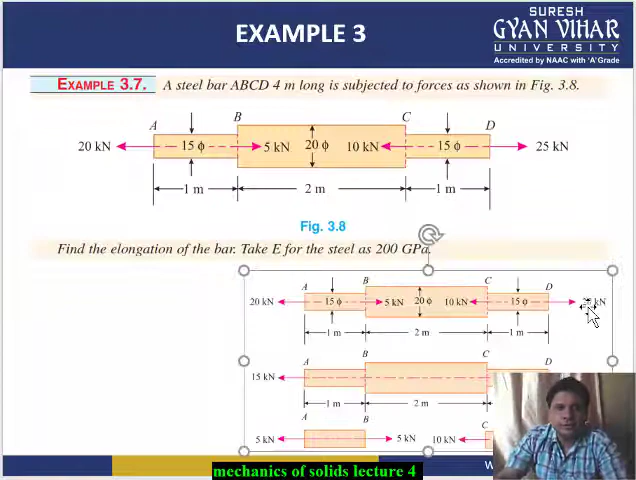 SURESH
GYAN VIHAR
UNIVERSITY
Accredited by NAAC with 'A' Grade
EXAMPLE 3
EXAMPLE 3.7. A steel bar ABCD 4 m long is subjected to forces as shown in Fig. 3.8.
A B C D
20 kN 15 ϕ 5 kN 20 ϕ 10 kN 15 ϕ 25 kN
1 m 2 m 1 m
Fig. 3.8
Find the elongation of the bar. Take E for the steel as 200 GPa.
A B C D
20 kN 15 ϕ 5 kN 20 ϕ 10 kN 15 ϕ kN
1 m 2 m 1 m
A B C D
15 kN
1 m 2 m
A B C
5 kN 5 kN 10 kN
W
mechanics of solids lecture 4